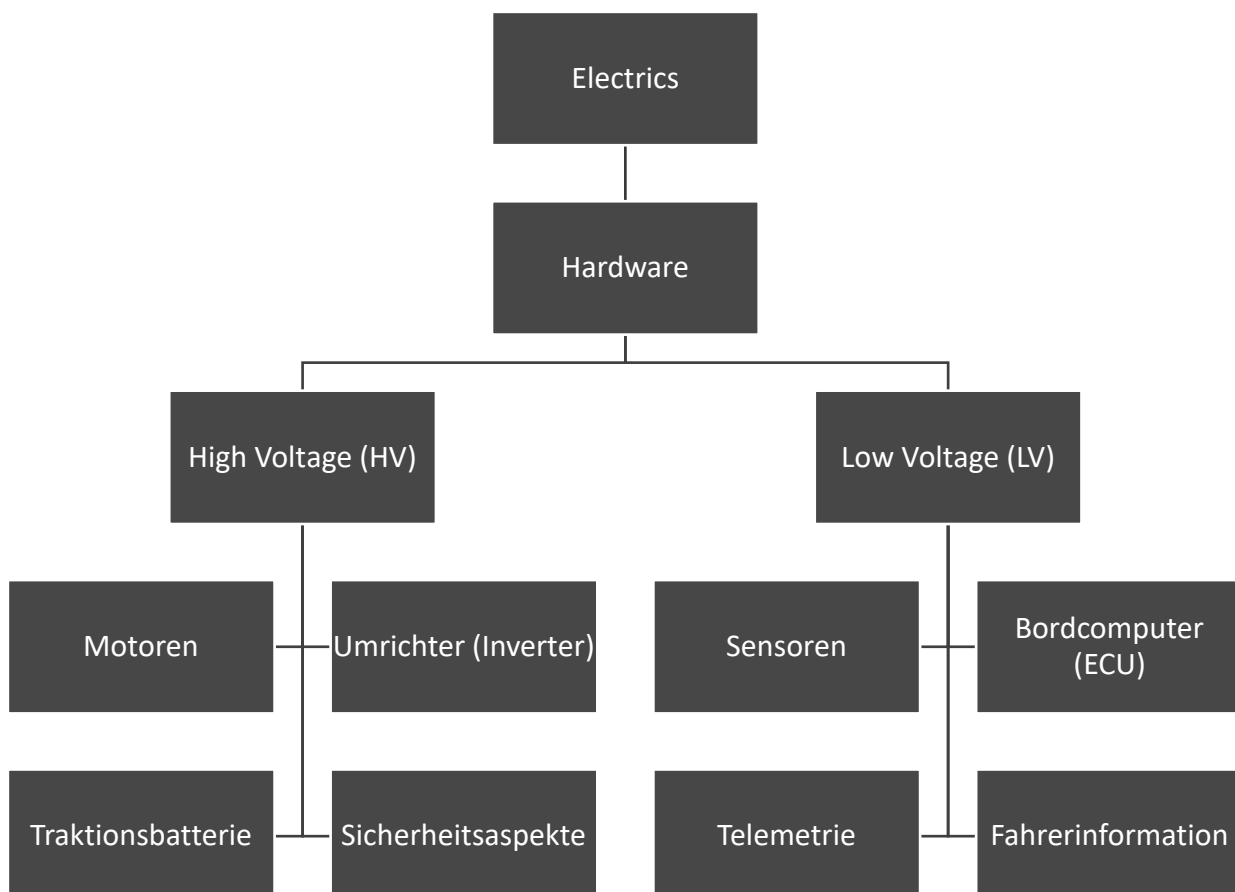 Electrics
Hardware
High Voltage (HV)
Low Voltage (LV)
Motoren
Umrichter (Inverter)
Sensoren
Bordcomputer
(ECU)
Traktionsbatterie
Sicherheitsaspekte
Telemetrie
Fahrerinformation